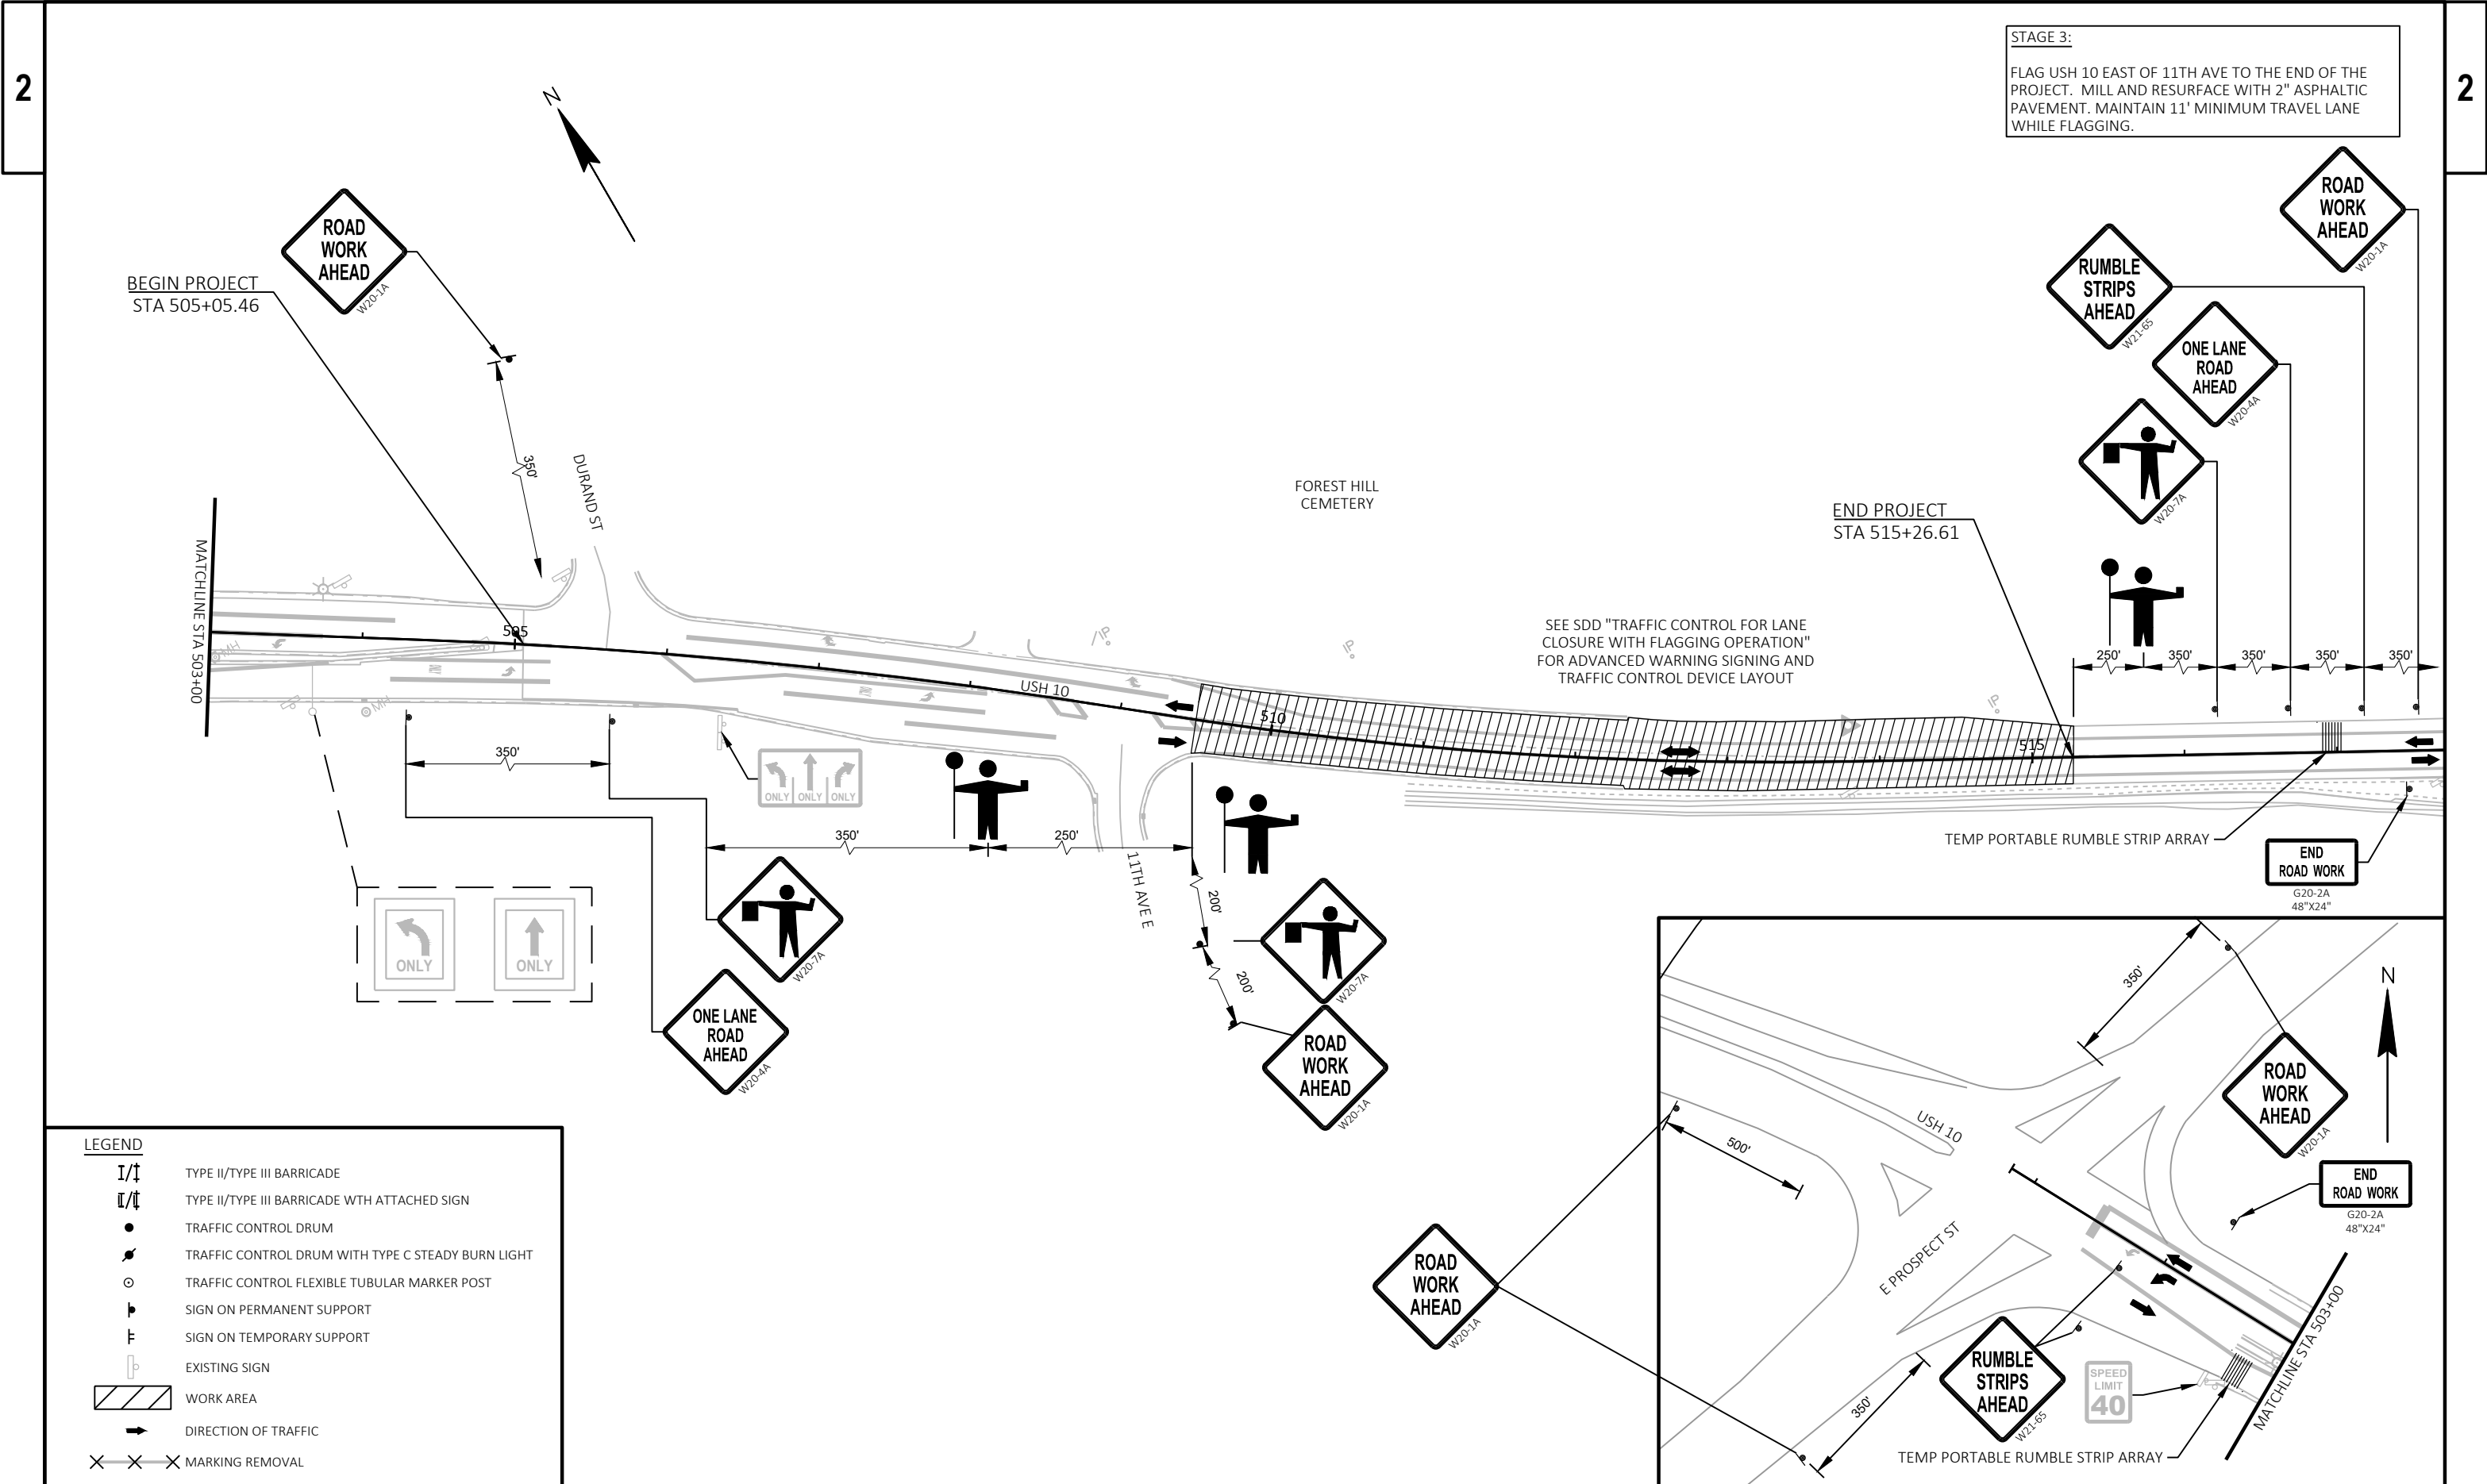 2
2
STAGE 3:
FLAG USH 10 EAST OF 11TH AVE TO THE END OF THE
PROJECT. MILL AND RESURFACE WITH 2" ASPHALTIC
PAVEMENT. MAINTAIN 11' MINIMUM TRAVEL LANE
WHILE FLAGGING.
N
ROAD
WORK
AHEAD
W20-1A
BEGIN PROJECT
STA 505+05.46
350'
DURAND ST
MATCHLINE STA 503+00
MH
MH
505
USH 10
FOREST HILL
CEMETERY
IP
IP
IP
510
515
SEE SDD "TRAFFIC CONTROL FOR LANE
CLOSURE WITH FLAGGING OPERATION"
FOR ADVANCED WARNING SIGNING AND
TRAFFIC CONTROL DEVICE LAYOUT
END PROJECT
STA 515+26.61
ROAD
WORK
AHEAD
W20-1A
RUMBLE
STRIPS
AHEAD
W21-65
ONE LANE
ROAD
AHEAD
W20-4A
W20-7A
250'
350'
350'
350'
350'
TEMP PORTABLE RUMBLE STRIP ARRAY
END
ROAD WORK
G20-2A
48"X24"
350'
ONLY
ONLY
ONLY
350'
250'
11TH AVE E
200'
200'
ONLY
ONLY
W20-7A
ONE LANE
ROAD
AHEAD
W20-4A
W20-7A
ROAD
WORK
AHEAD
W20-1A
LEGEND
TYPE II/TYPE III BARRICADE
TYPE II/TYPE III BARRICADE WTH ATTACHED SIGN
TRAFFIC CONTROL DRUM
TRAFFIC CONTROL DRUM WITH TYPE C STEADY BURN LIGHT
TRAFFIC CONTROL FLEXIBLE TUBULAR MARKER POST
SIGN ON PERMANENT SUPPORT
SIGN ON TEMPORARY SUPPORT
EXISTING SIGN
WORK AREA
DIRECTION OF TRAFFIC
MARKING REMOVAL
350'
N
USH 10
500'
ROAD
WORK
AHEAD
W20-1A
END
ROAD WORK
G20-2A
48"X24"
E PROSPECT ST
ROAD
WORK
AHEAD
W20-1A
350'
RUMBLE
STRIPS
AHEAD
W21-65
SPEED
LIMIT
40
MATCHLINE STA 503+00
TEMP PORTABLE RUMBLE STRIP ARRAY